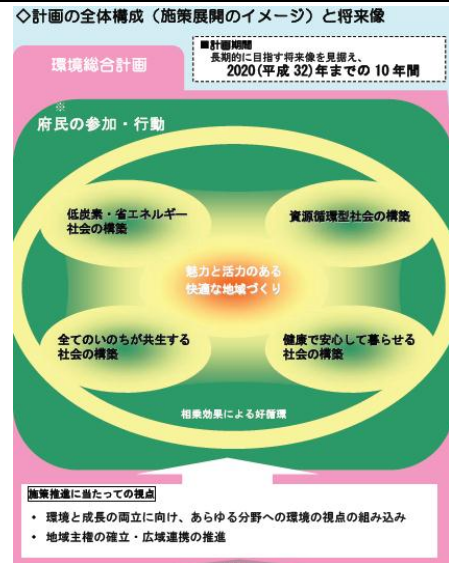 ◇計画の全体構成（施策展開のイメージ）と将来像
■計画期間
長期的に目指す将来像を見据え、
2020(平成 32)年までの 10 年間
環境総合計画
※
府民の参加・行動
低炭素・省エネルギー
社会の構築
資源循環型社会の構築
魅力と活力のある
快適な地域づくり
全てのいのちが共生する
社会の構築
健康で安心して暮らせる
社会の構築
相乗効果による好循環
施策推進に当たっての視点
・ 環境と成長の両立に向け、あらゆる分野への環境の視点の組み込み
・ 地域主権の確立・広域連携の推進